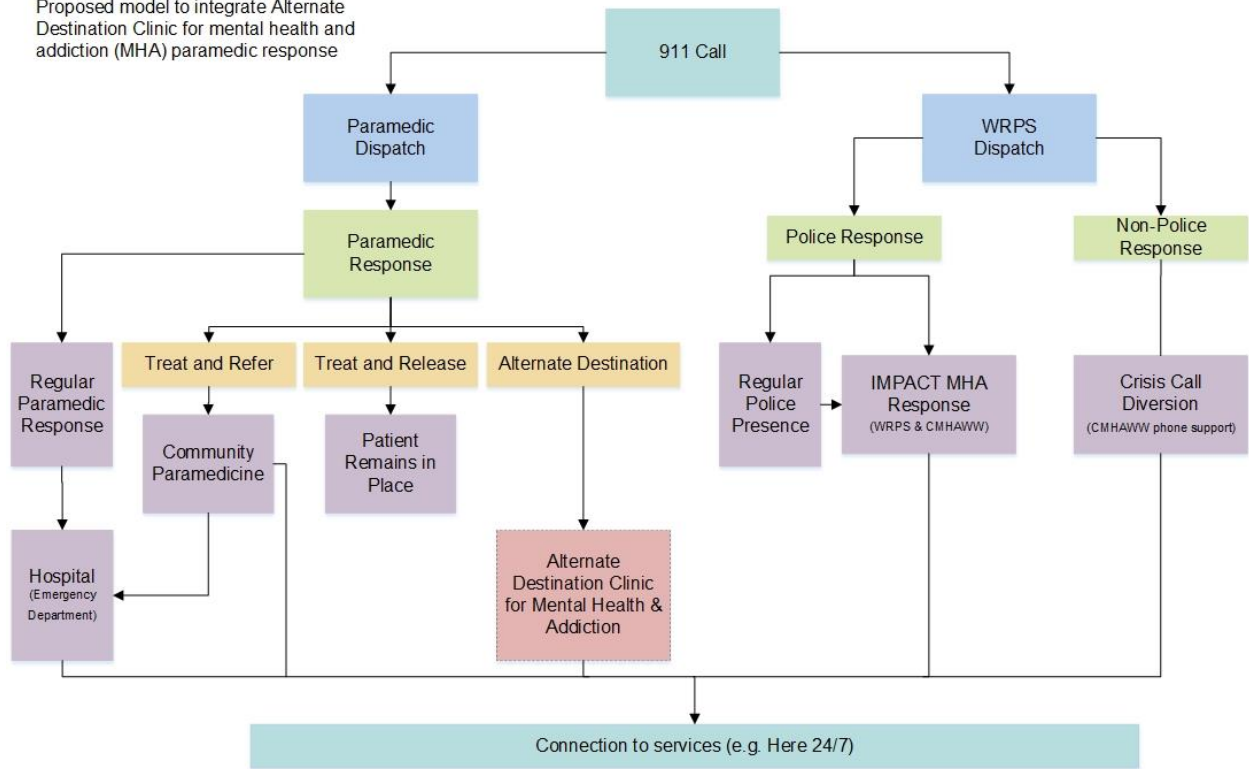 Proposed model to integrate Alternate
Destination Clinic for mental health and
addiction (MHA) paramedic response
911 Call
Paramedic
Dispatch
WRPS
Dispatch
Paramedic
Response
Police Response
Non-Police
Response
Regular
Paramedic
Response
Treat and Refer
Treat and Release
Alternate Destination
Community
Paramedicine
Patient
Remains in
Place
Regular
Police
Presence
IMPACT MHA
Response
(WRPS & CMHAWW)
Crisis Call
Diversion
(CMHAWW phone support)
Hospital
(Emergency
Department)
Alternate
Destination Clinic
for Mental Health &
Addiction
Connection to services (e.g. Here 24/7)